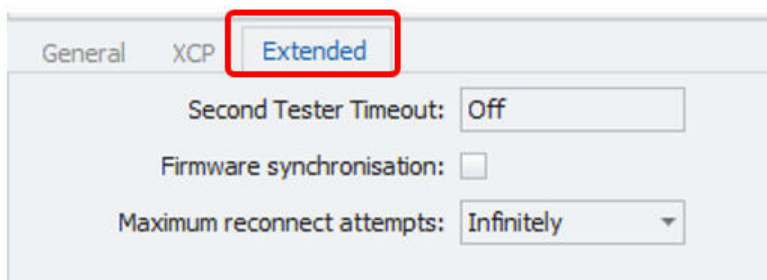 General XCP Extended
Second Tester Timeout: Off
Firmware synchronisation:
Maximum reconnect attempts: Infinitely